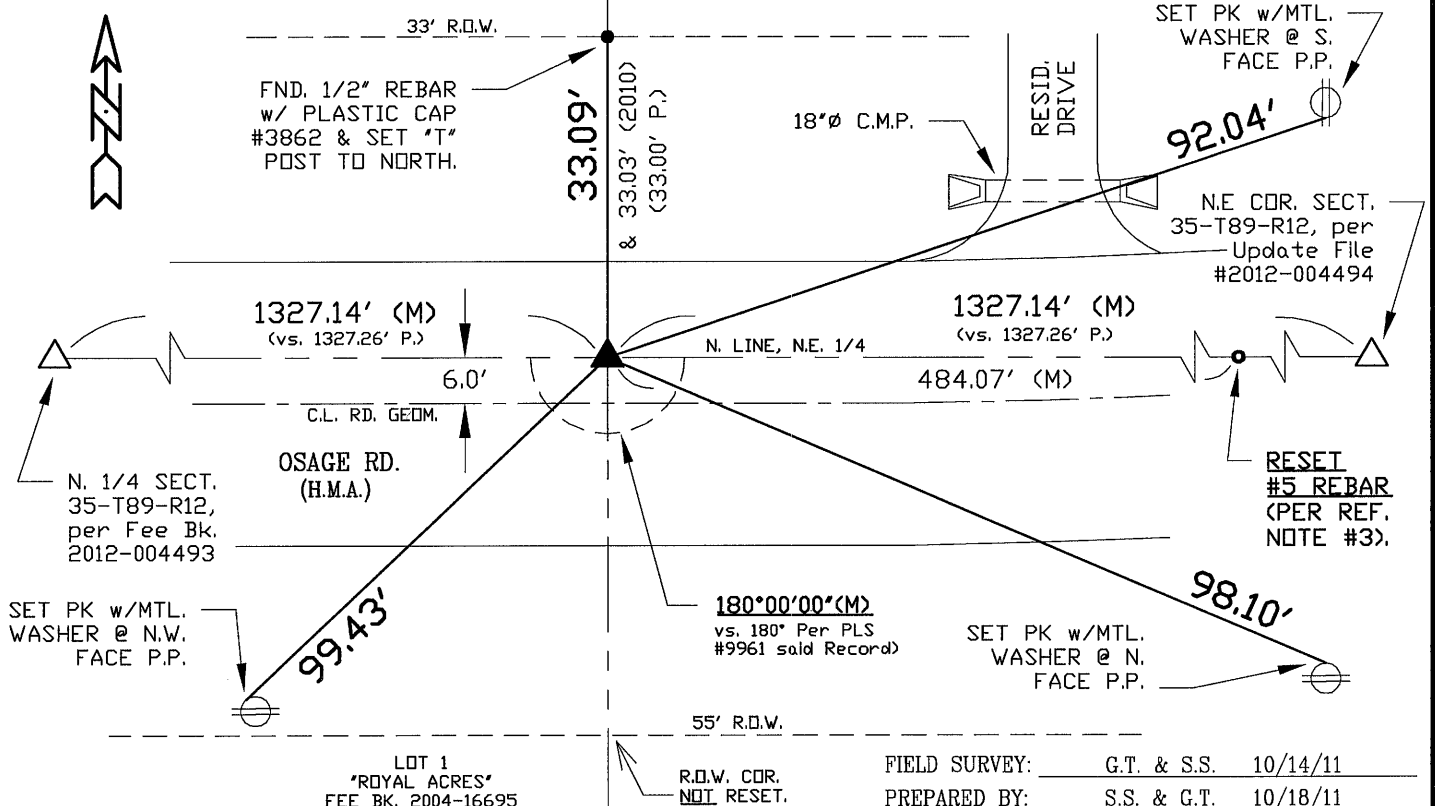 N
33' R.O.W.
FND. 1/2" REBAR
w/ PLASTIC CAP
#3862 & SET "T"
POST TO NORTH.
33.09'
& 33.03' (2010)
(33.00' P.)
18"Ø C.M.P.
RESID.
DRIVE
SET PK w/MTL.
WASHER @ S.
FACE P.P.
92.04'
N.E COR. SECT.
35-T89-R12, per
Update File
#2012-004494
1327.14' (M)
(vs. 1327.26' P.)
1327.14' (M)
(vs. 1327.26' P.)
N. LINE, N.E. 1/4
6.0'
484.07' (M)
C.L. RD. GEOM.
OSAGE RD.
(H.M.A.)
N. 1/4 SECT.
35-T89-R12,
per Fee Bk.
2012-004493
RESET
#5 REBAR
(PER REF.
NOTE #3).
SET PK w/MTL.
WASHER @ N.W.
FACE P.P.
99.43'
180°00'00"(M)
vs. 180° Per PLS
#9961 said Record)
98.10'
SET PK w/MTL.
WASHER @ N.
FACE P.P.
55' R.O.W.
LOT 1
"ROYAL ACRES"
FEE BK. 2004-16695
R.O.W. COR.
NOT RESET.
FIELD SURVEY: G.T. & S.S. 10/14/11
PREPARED BY: S.S. & G.T. 10/18/11